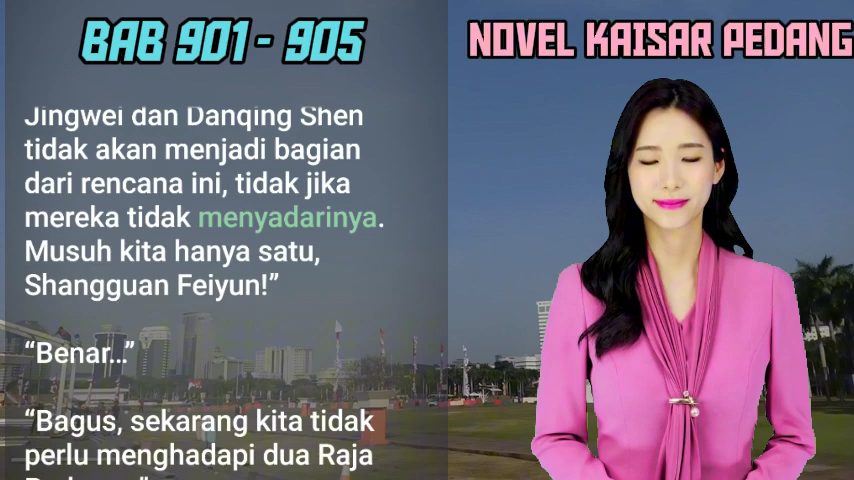 BAB 901 - 905
NOVEL KAISAR PEDANG
Jingwei dan Danqing Shen
tidak akan menjadi bagian
dari rencana ini, tidak jika
mereka tidak menyadarinya.
Musuh kita hanya satu,
Shangguan Feiyun!”
“Benar…”
“Bagus, sekarang kita tidak
perlu menghadapi dua Raja